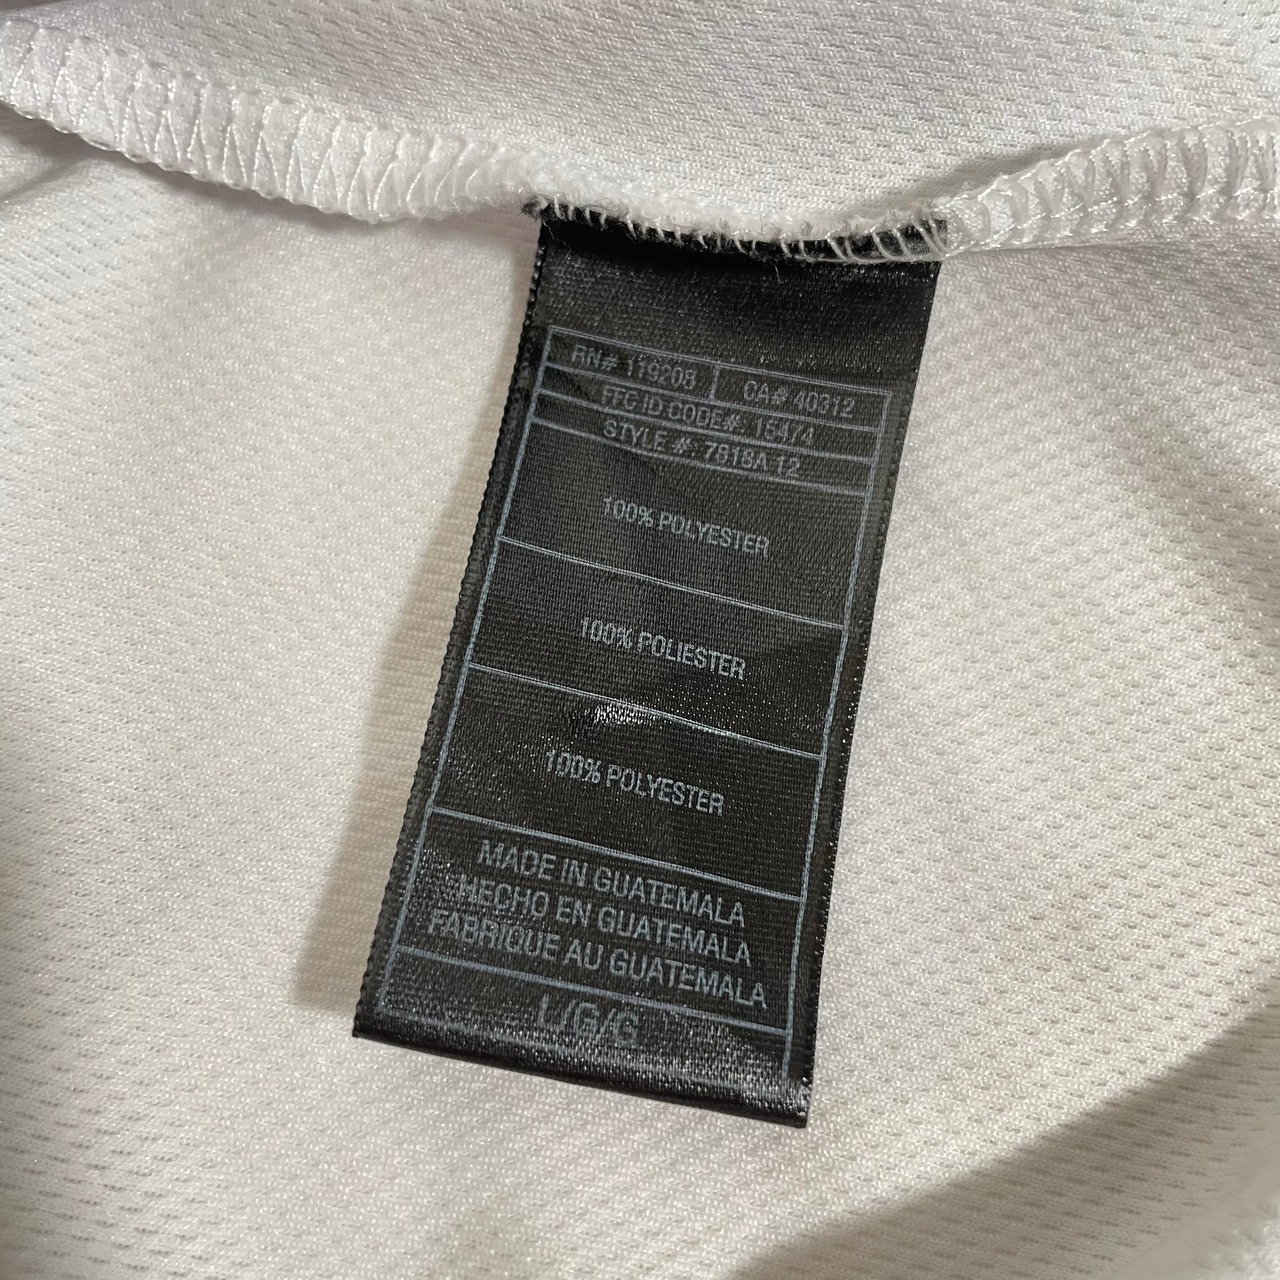 RN# 119208 CA# 40312
FFC ID CODE#: 15474
STYLE #: 7818A 12
100% POLYESTER
100% POLIESTER
100% POLYESTER
MADE IN GUATEMALA
HECHO EN GUATEMALA
FABRIQUE AU GUATEMALA
L/G/G